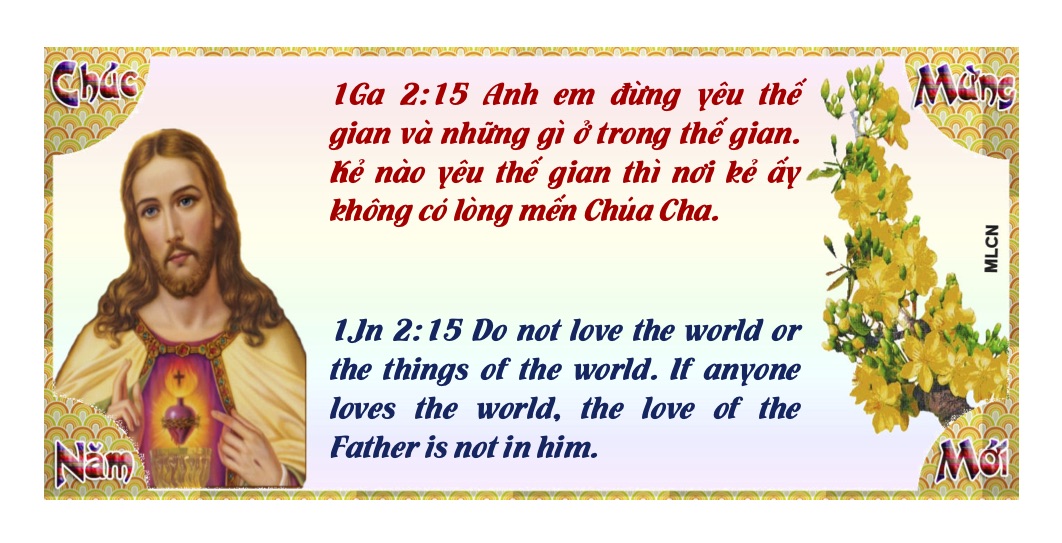 Chúc
Mừng
1Ga 2:15 Anh em đừng yêu thế
gian và những gì ở trong thế gian.
Kẻ nào yêu thế gian thì nơi kẻ ấy
không có lòng mến Chúa Cha.
MLCN
1Jn 2:15 Do not love the world or
the things of the world. If anyone
loves the world, the love of the
Father is not in him.
Năm
Mới